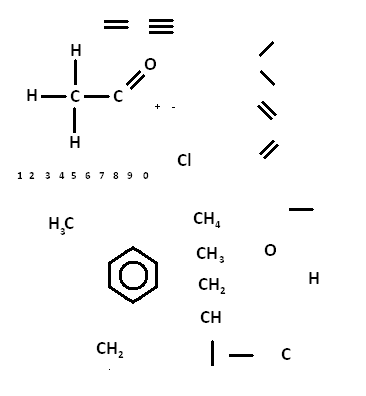 H
O
H C C
+ -
H
Cl
1 2 3 4 5 6 7 8 9 0
CH₄
H₃C
CH₃
O
H
CH₂
CH
CH₂
C